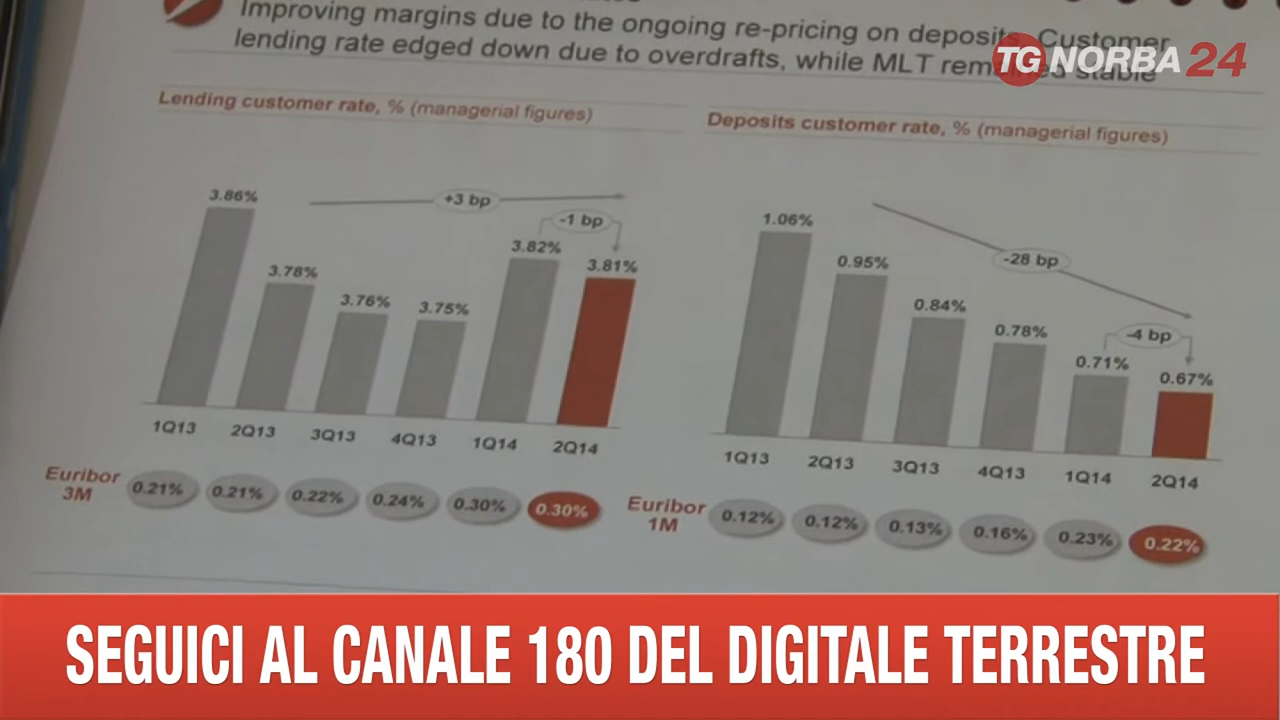 Improving margins due to the ongoing re-pricing on deposits. Customer
lending rate edged down due to overdrafts, while MLT remained stable
TG NORBA 24
Lending customer rate, % (managerial figures)
+3 bp
-1 bp
3.86%
3.78%
3.76%
3.75%
3.82%
3.81%
1Q13 2Q13 3Q13 4Q13 1Q14 2Q14
Euribor
3M
0.21% 0.21% 0.22% 0.24% 0.30% 0.30%
Deposits customer rate, % (managerial figures)
-28 bp
-4 bp
1.06%
0.95%
0.84%
0.78%
0.71%
0.67%
1Q13 2Q13 3Q13 4Q13 1Q14 2Q14
Euribor
1M
0.12% 0.12% 0.13% 0.16% 0.23% 0.22%
SEGUICI AL CANALE 180 DEL DIGITALE TERRESTRE